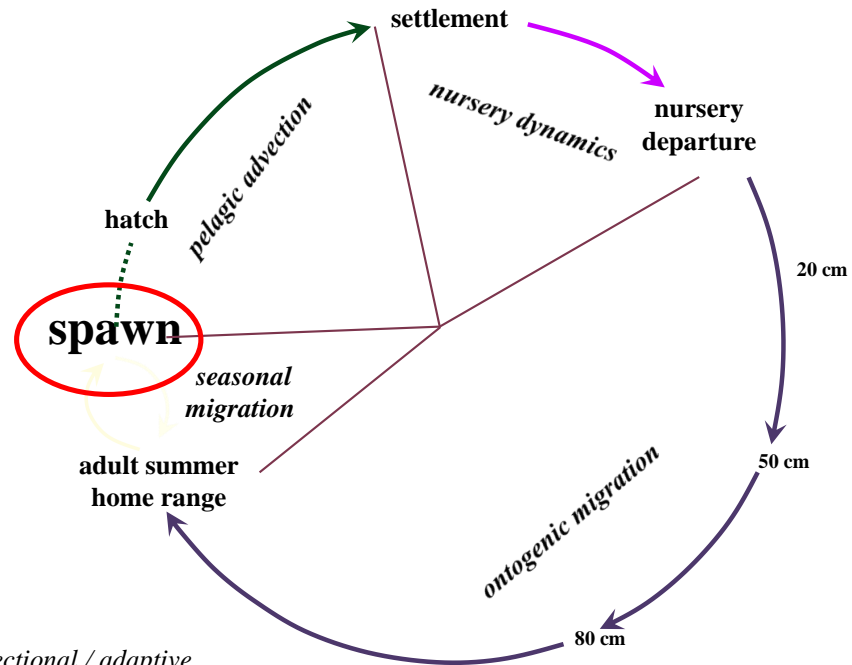 settlement
nursery dynamics
nursery
departure
pelagic advection
hatch
20 cm
spawn
seasonal
migration
adult summer
home range
50 cm
ontogenic migration
80 cm
/ adaptive